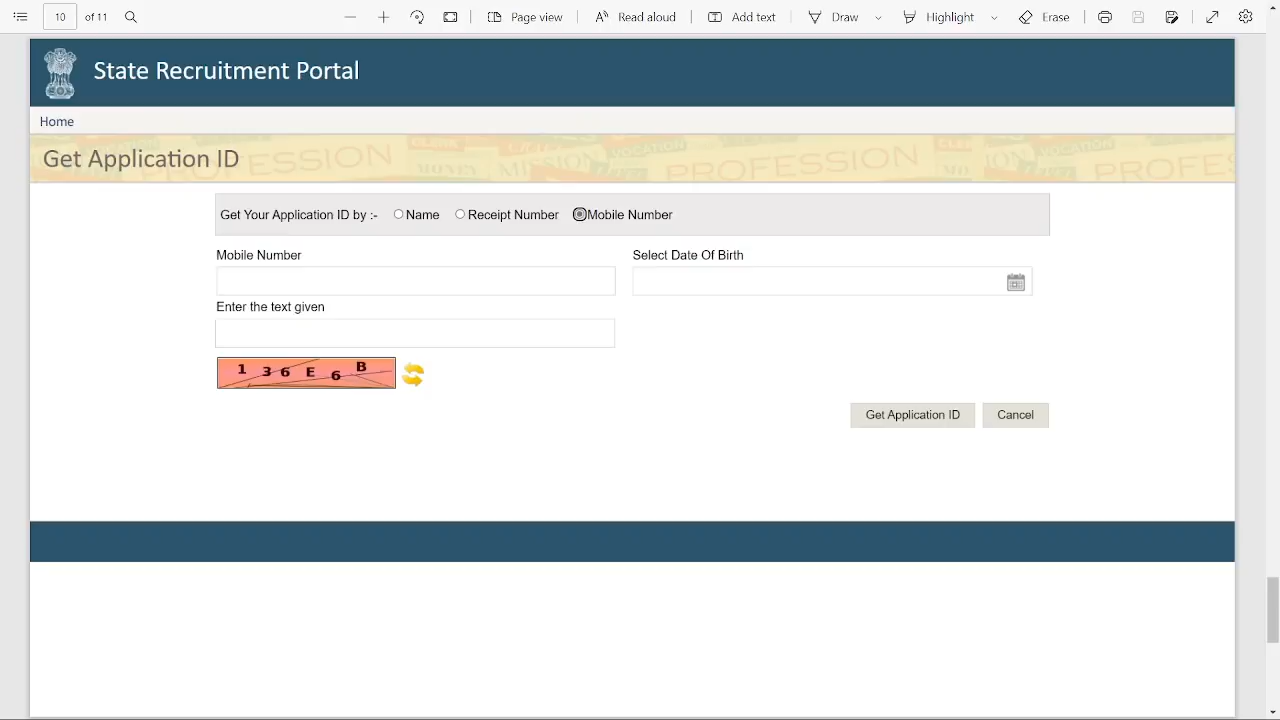 10 of 11 Page view Read aloud Add text Draw Highlight Erase
State Recruitment Portal
Home
Get Application ID
Get Your Application ID by :- Name Receipt Number Mobile Number
Mobile Number Select Date Of Birth
Enter the text given
1 3 6 E 6 B
Get Application ID Cancel